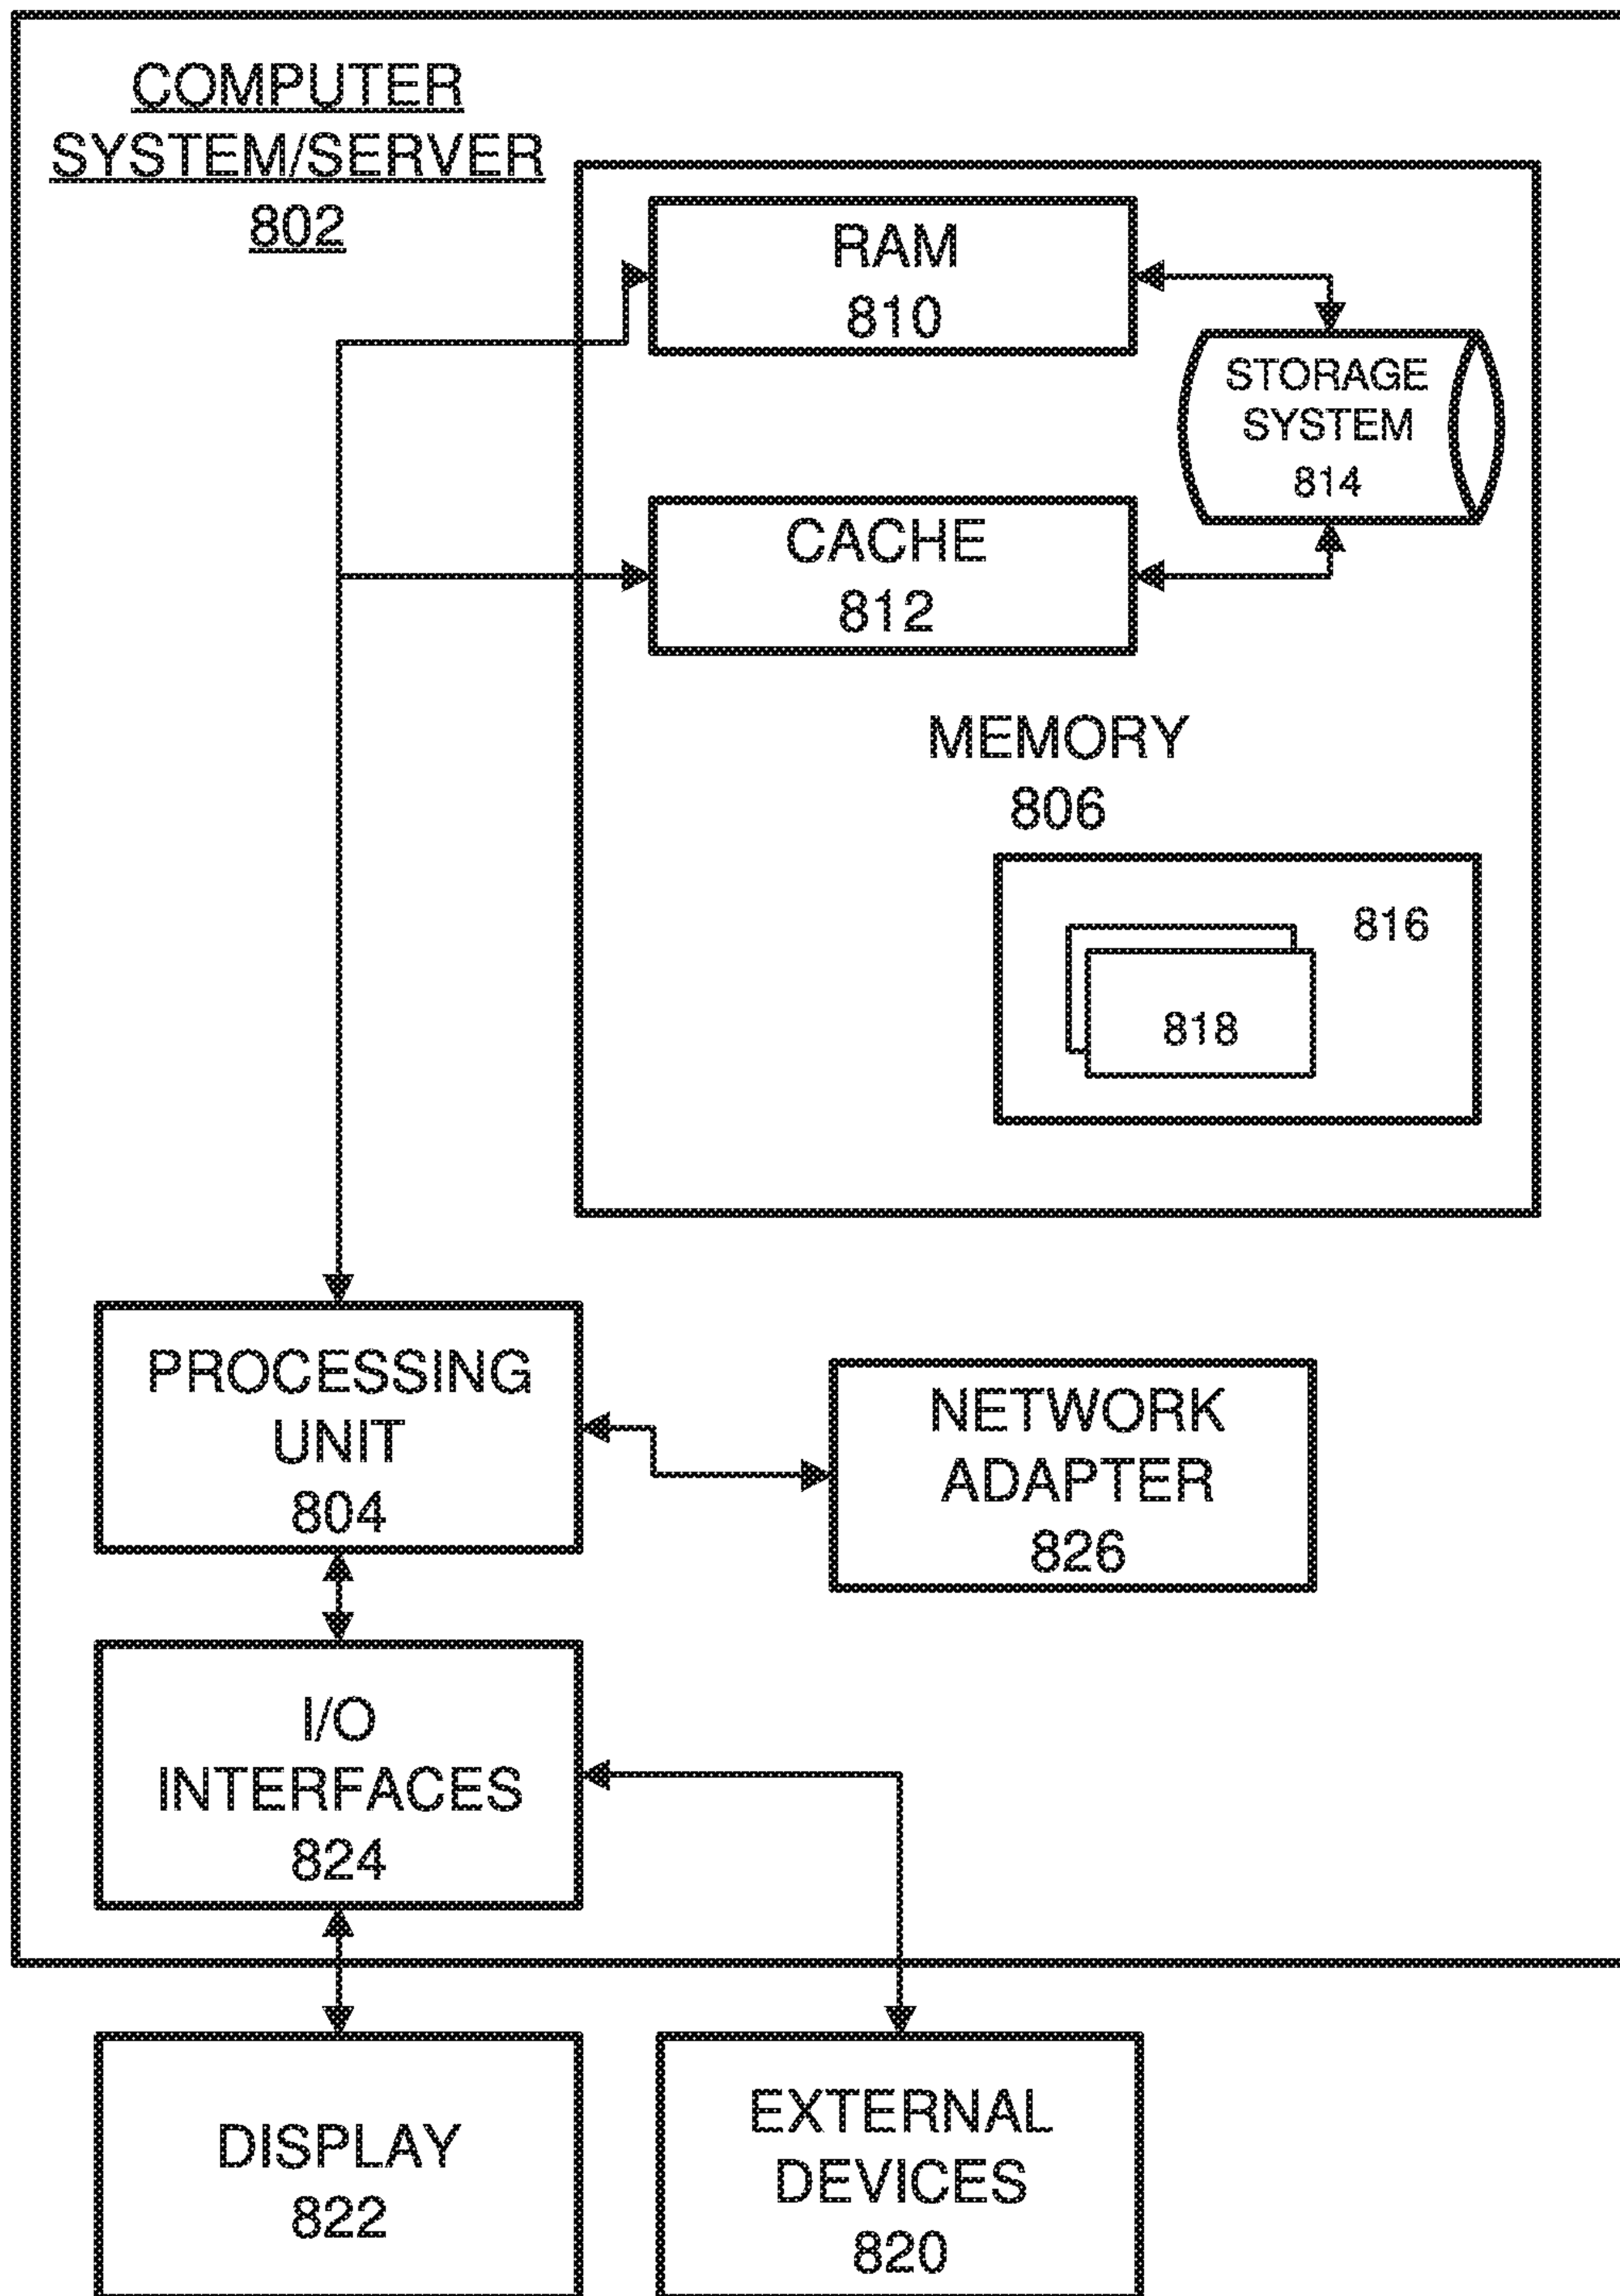 COMPUTER
SYSTEM/SERVER
802
RAM
810
STORAGE
SYSTEM
814
CACHE
812
MEMORY
806
816
818
PROCESSING
UNIT
804
NETWORK
ADAPTER
826
I/O
INTERFACES
824
DISPLAY
822
EXTERNAL
DEVICES
820